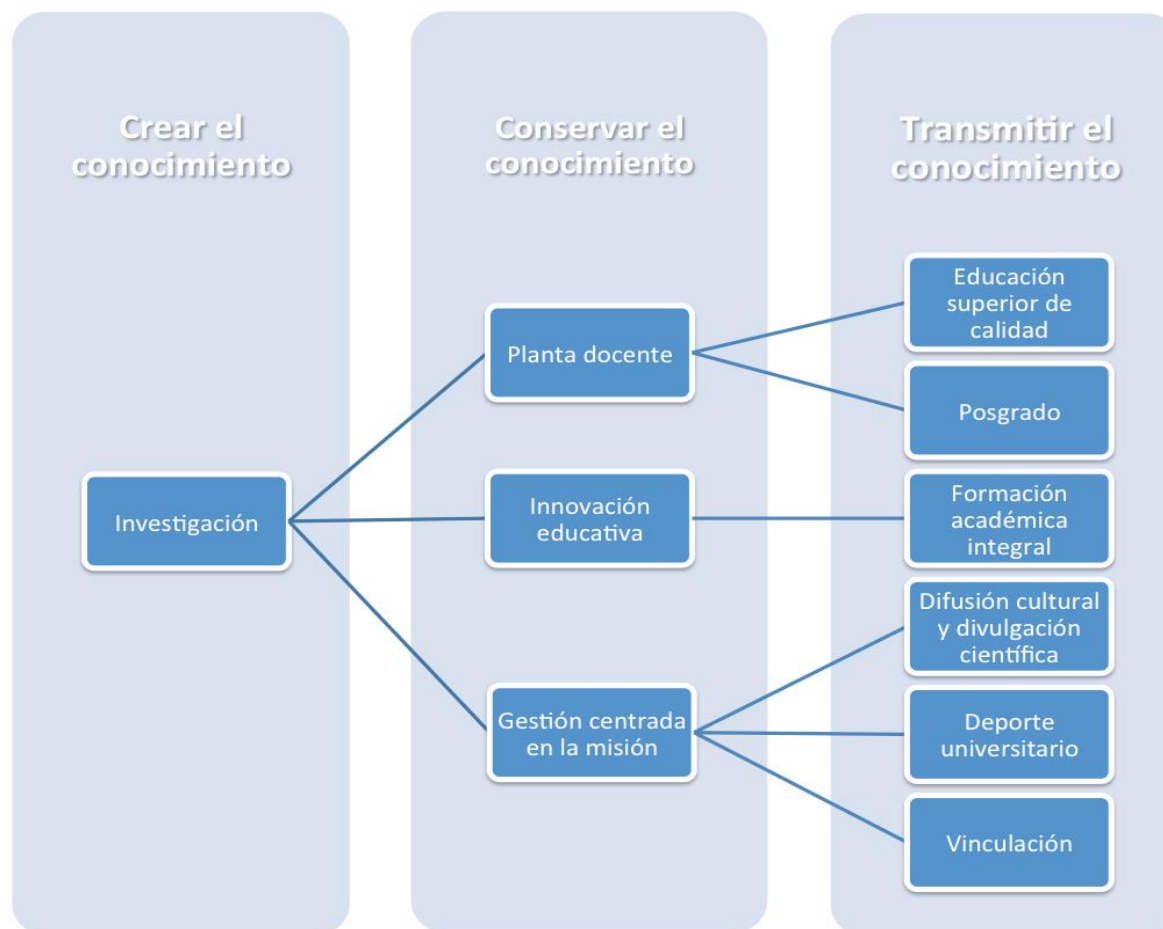 Crear el
conocimiento
Conservar el
conocimiento
Transmitir el
conocimiento
Investigación
Planta docente
Innovación
educativa
Gestión centrada
en la misión
Educación
superior de
calidad
Posgrado
Formación
académica
integral
Difusión cultural
y divulgación
científica
Deporte
universitario
Vinculación